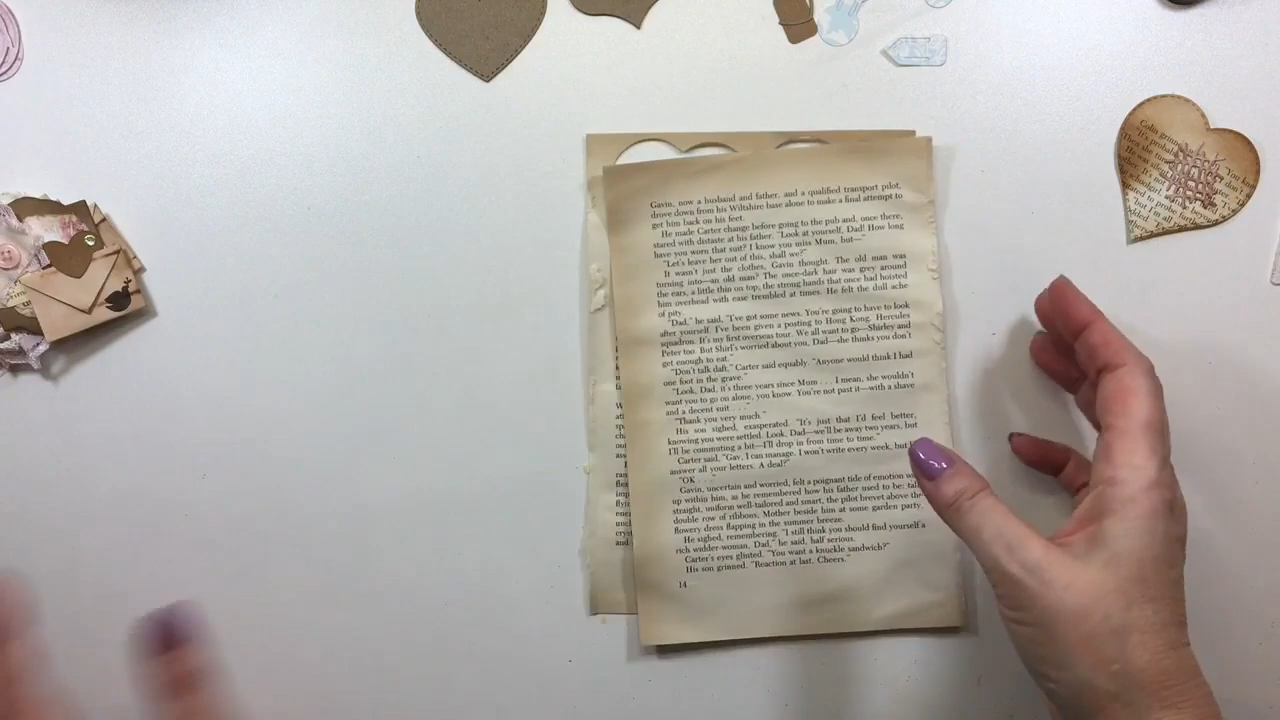 Gavin, now a husband and father, and a qualified transport pilot,
drove down from his Wiltshire base alone to make a final attempt to
get him back on his feet.
He made Carter change before going to the pub and, once there,
stared with distaste at his father. "Look at yourself, Dad! How long
have you worn that suit? I know you miss Mum, but—"
"Let's leave her out of this, shall we?"
It wasn't just the clothes, Gavin thought. The old man was
turning into—an old man? The once-dark hair was grey around
the ears, a little thin on top, the strong hands that once had hoisted
him overhead with ease trembled at times. He felt the dull ache
of pity.
"Dad," he said, "I've got some news. You're going to have to look
after yourself. I've been given a posting to Hong Kong. Hercules
squadron. It's my first overseas tour. We all want to go—Shirley and
Peter too. But Shirl's worried about you, Dad—she thinks you don't
get enough to eat."
"Don't talk daft," Carter said equably. "Anyone would think I had
one foot in the grave."
"Look, Dad, it's three years since Mum . . . I mean, she wouldn't
want you to go on alone, you know. You're not past it—with a shave
and a decent suit . . ."
"Thank you very much."
His son sighed, exasperated. "It's just that I'd feel better,
knowing you were settled. Look, Dad—we'll be away two years, but
I'll be commuting a bit—I'll drop in from time to time."
Carter said, "Gav, I can manage. I won't write every week, but
answer all your letters. A deal?"
"OK . . ."
Gavin, uncertain and worried, felt a poignant tide of emotion
up within him, as he remembered how his father used to be:
straight, uniform well-tailored and smart, the pilot brevet above the
double row of ribbons, Mother beside him at some garden party,
flowery dress flapping in the summer breeze.
He sighed, remembering. "I still think you should find yourself a
rich widder-woman, Dad," he said, half serious.
Carter's eyes glinted. "You want a knuckle sandwich?"
His son grinned. "Reaction at last. Cheers."
14
Colin
"It's
Then she
He was